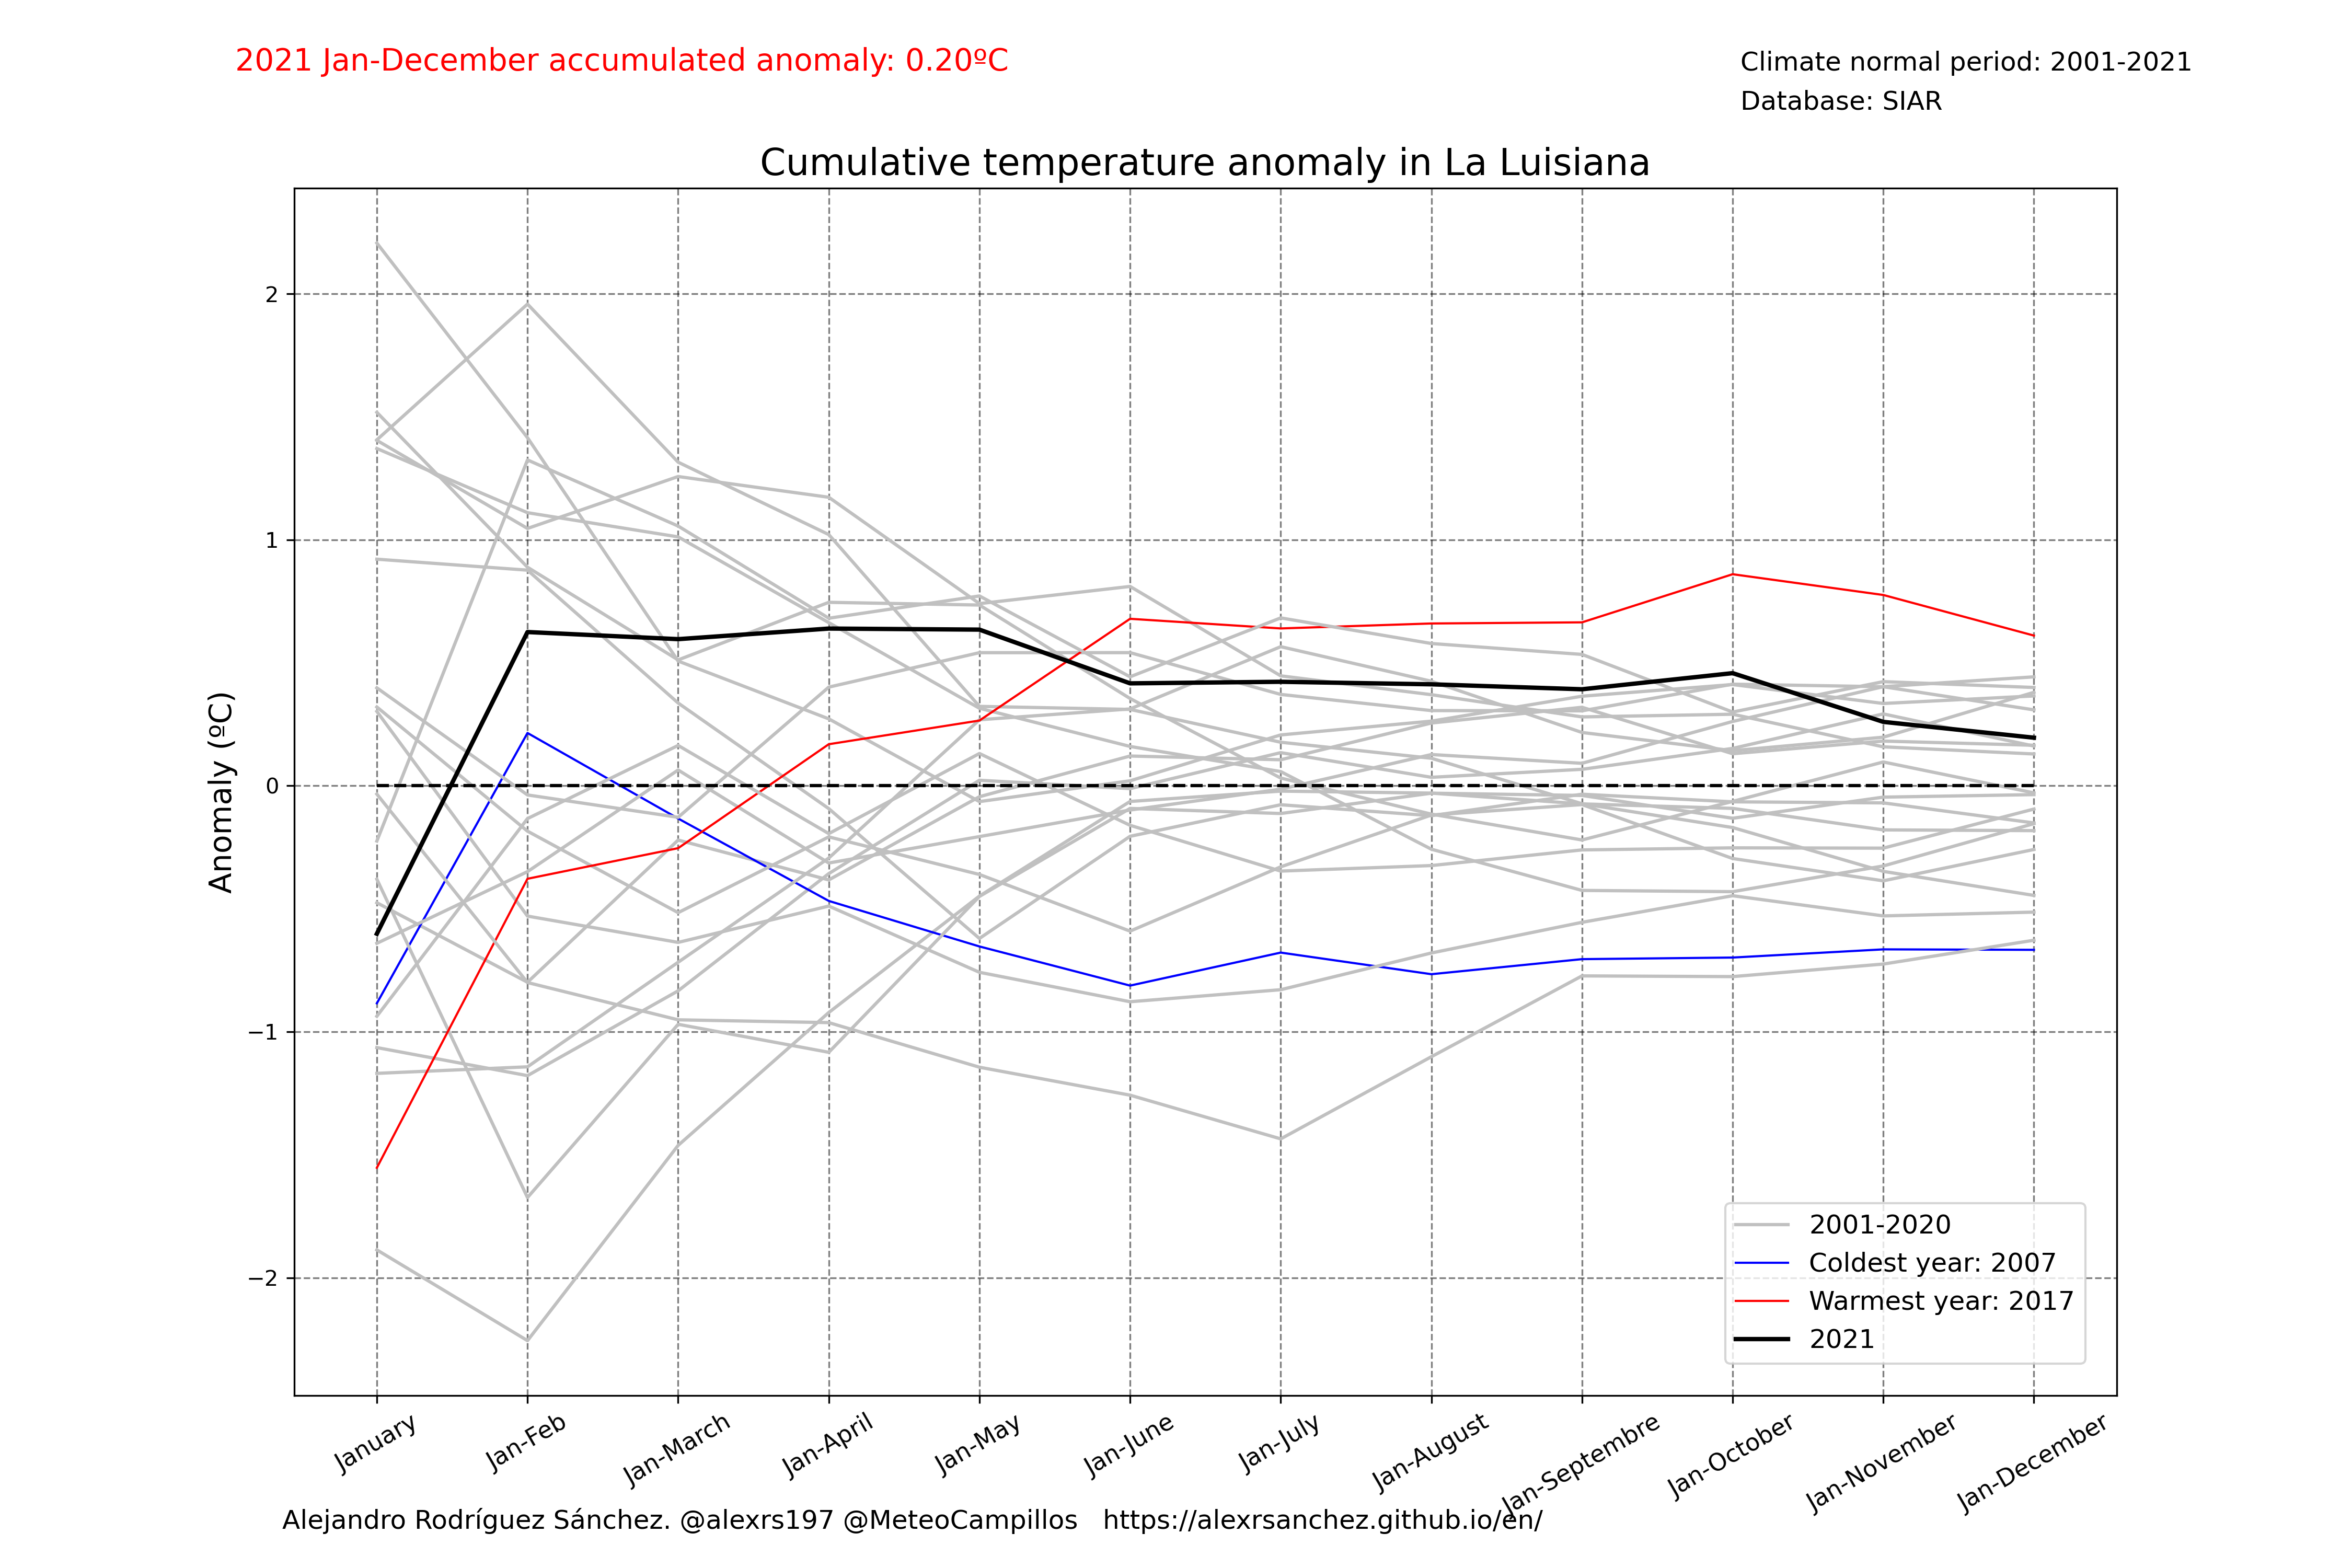 2021 Jan-December accumulated anomaly: 0.20ºC
Climate normal period: 2001-2021
Database: SIAR
Cumulative temperature anomaly in La Luisiana
Anomaly (ºC)
2
1
0
−1
−2
2001-2020
Coldest year: 2007
Warmest year: 2017
2021
January
Jan-Feb
Jan-March
Jan-April
Jan-May
Jan-June
Jan-July
Jan-August
Jan-Septembre
Jan-October
Jan-November
Jan-December
Alejandro Rodríguez Sánchez. @alexrs197 @MeteoCampillos https://alexrsanchez.github.io/en/